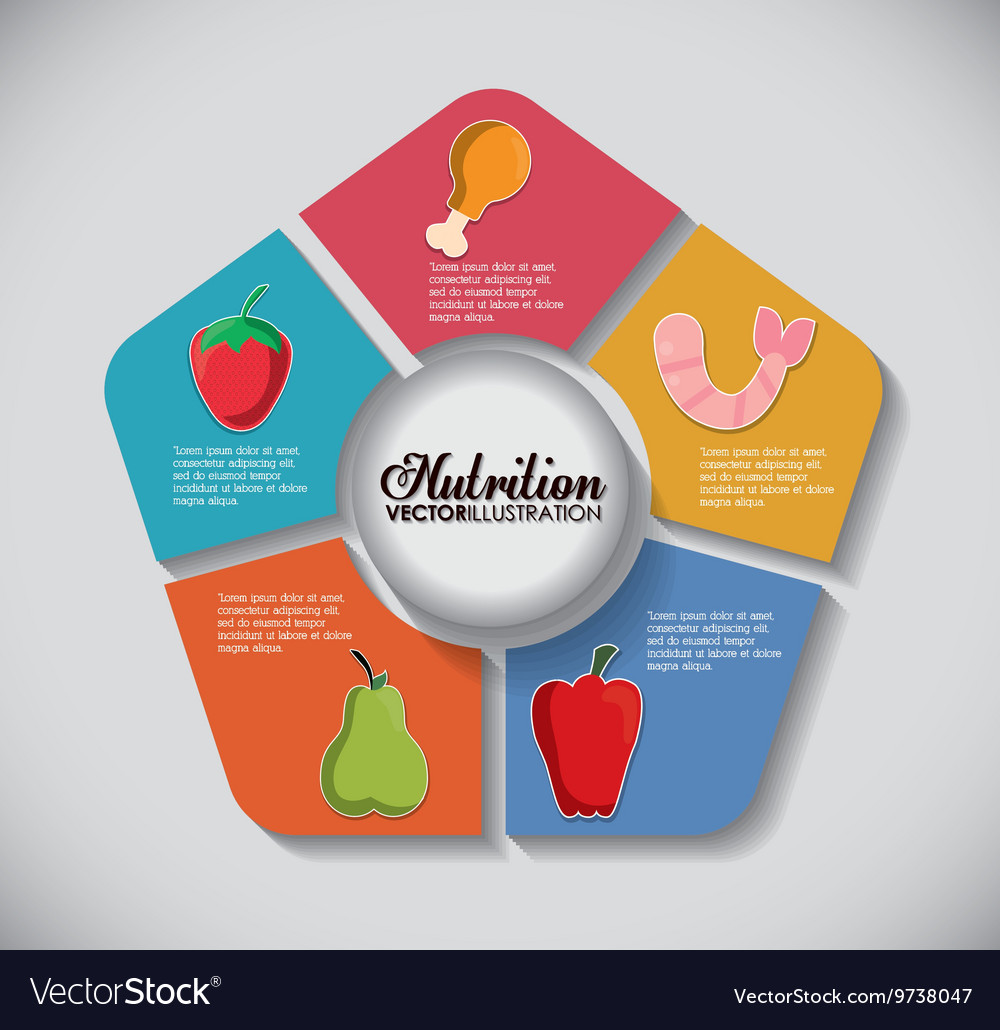 "Lorem ipsum dolor sit amet,
consectetur adipiscing elit,
sed do eiusmod tempor
incididunt ut labore et dolore
magna aliqua.
"Lorem ipsum dolor sit amet,
consectetur adipiscing elit,
sed do eiusmod tempor
incididunt ut labore et dolore
magna aliqua.
"Lorem ipsum dolor sit amet,
consectetur adipiscing elit,
sed do eiusmod tempor
incididunt ut labore et dolore
magna aliqua.
Nutrition
VECTORILLUSTRATION
"Lorem ipsum dolor sit amet,
consectetur adipiscing elit,
sed do eiusmod tempor
incididunt ut labore et dolore
magna aliqua.
"Lorem ipsum dolor sit amet,
consectetur adipiscing elit,
sed do eiusmod tempor
incididunt ut labore et dolore
magna aliqua.
VectorStock®
VectorStock.com/9738047